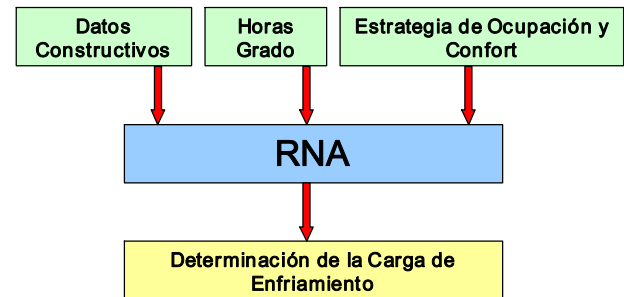 Datos
Constructivos
Horas
Grado
Estrategia de Ocupación y
Confort
RNA
Determinación de la Carga de
Enfriamiento